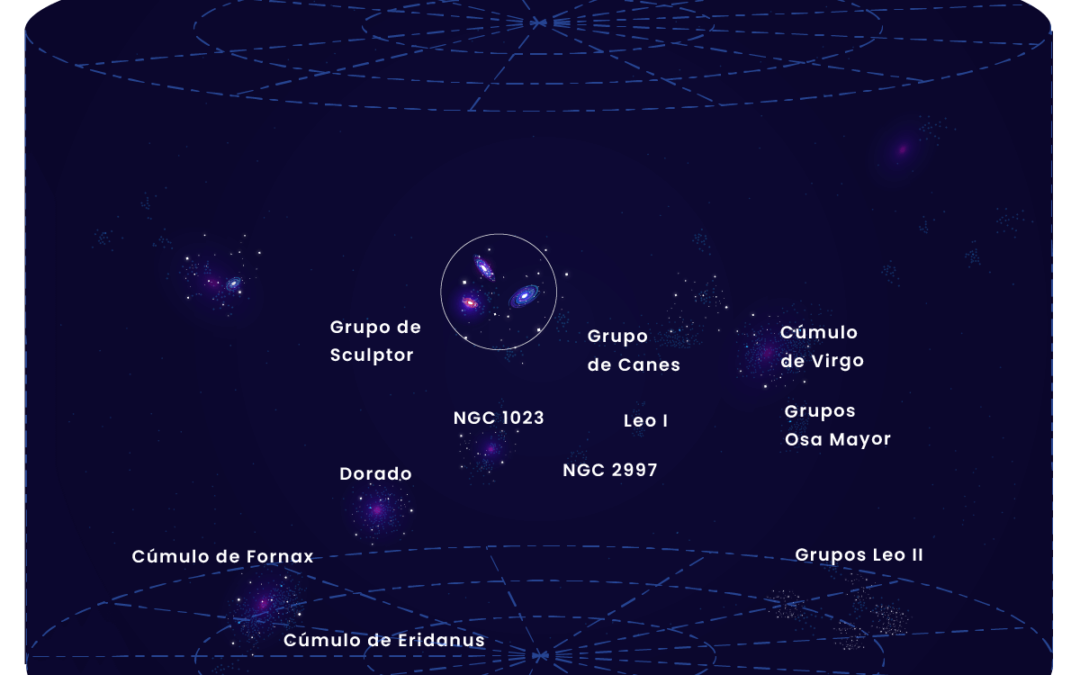 Grupo de
Sculptor
Grupo
de Canes
Cúmulo
de Virgo
NGC 1023
Leo I
Grupos
Osa Mayor
Dorado
NGC 2997
Cúmulo de Fornax
Grupos Leo II
Cúmulo de Eridanus